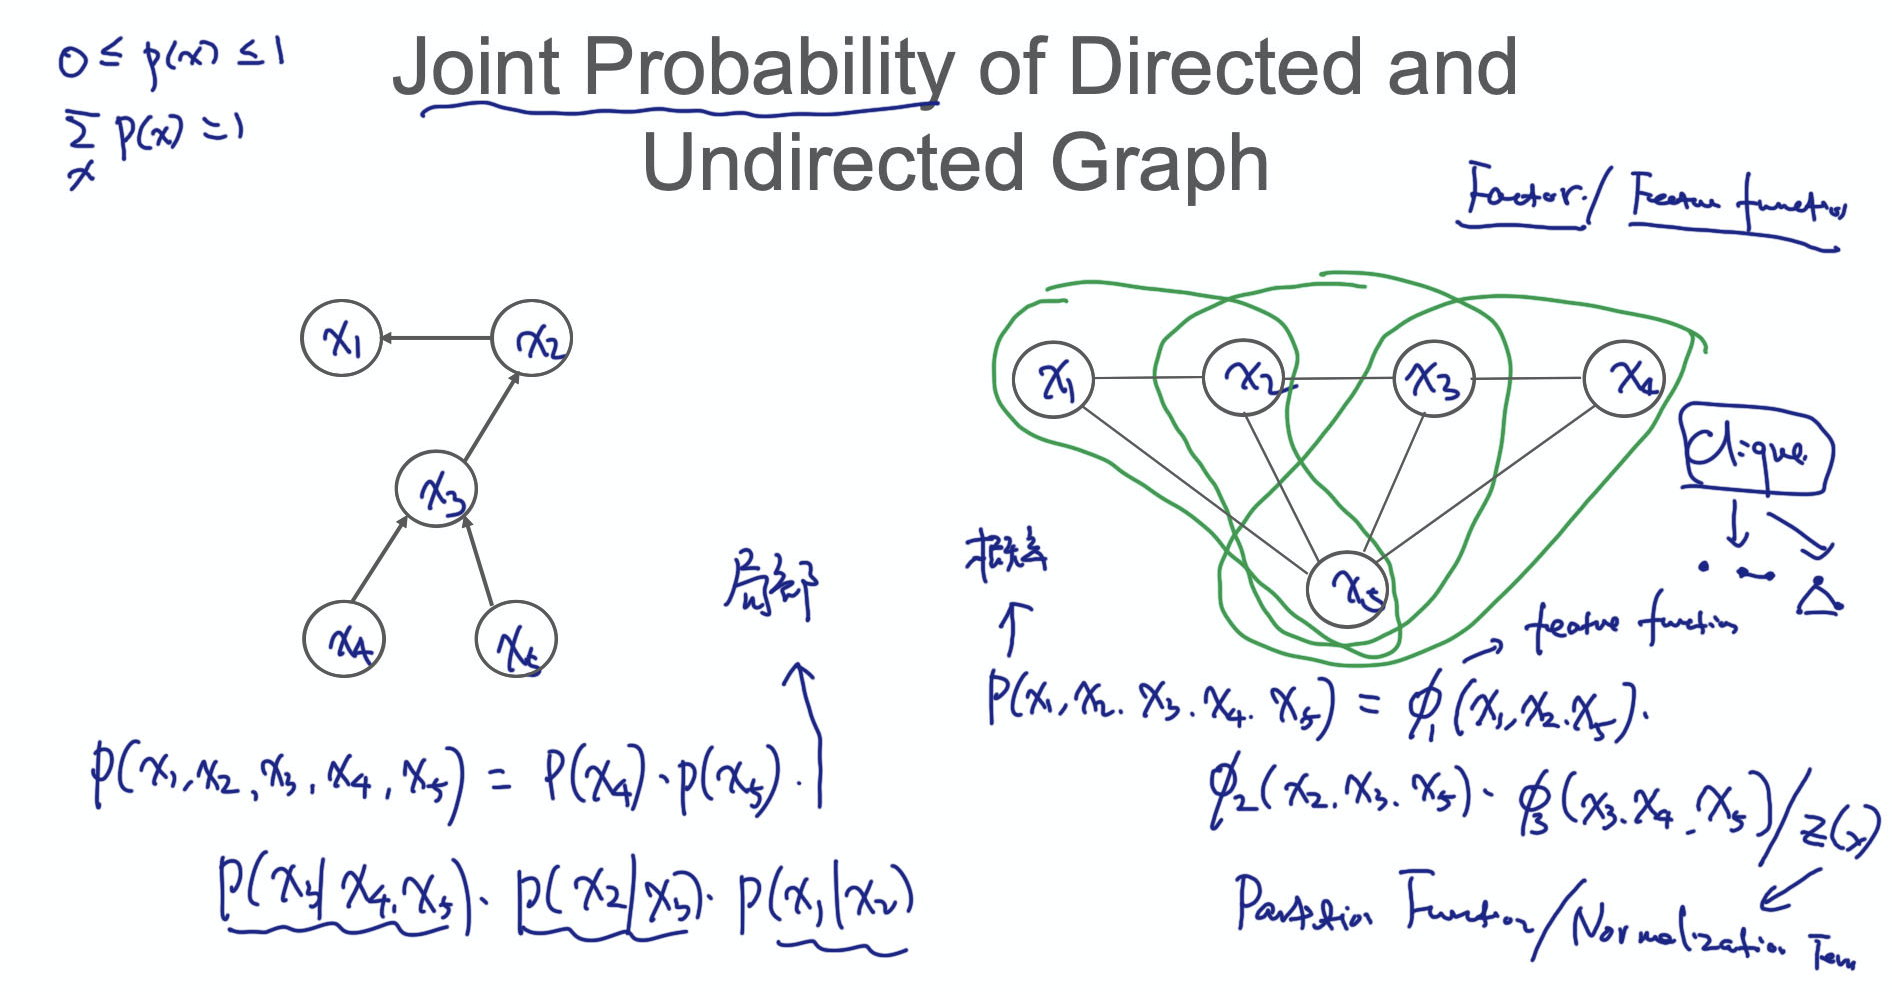 0 ≤ p(x) ≤ 1
∑ p(x) = 1
x
Joint Probability of Directed and
Undirected Graph
Factor. / Feature function
x1
x2
x3
x4
x5
P(x1, x2, x3, x4, x5) = P(x4) · p(x5) ·
p(x3 | x4, x5) · p(x2 | x3) · p(x1 | x2)
x1
x2
x3
x4
x5
Clique
概率
feature function
P(x1, x2. x3. x4. x5) = ϕ1(x1, x2. x5).
ϕ2(x2. x3. x5) · ϕ3(x3. x4. x5) / Z(x)
Partition Function / Normalization Term